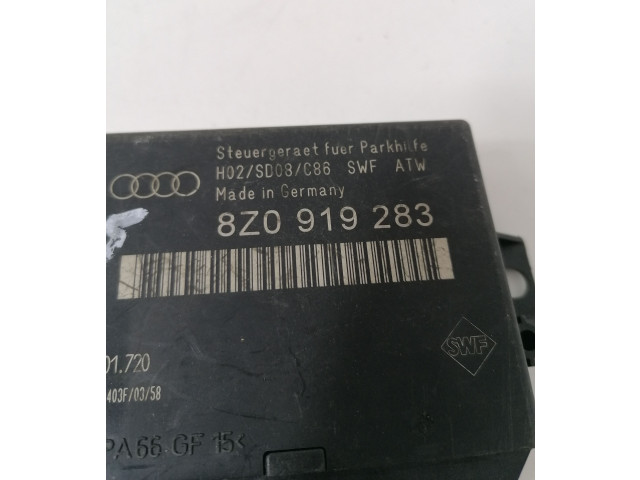 Steuergeraet fuer Parkhilfe
H02/SD08/C86 SWF ATW
Made in Germany
8Z0 919 283
SWF
01.720
403F/03/58
PA66 GF 15<